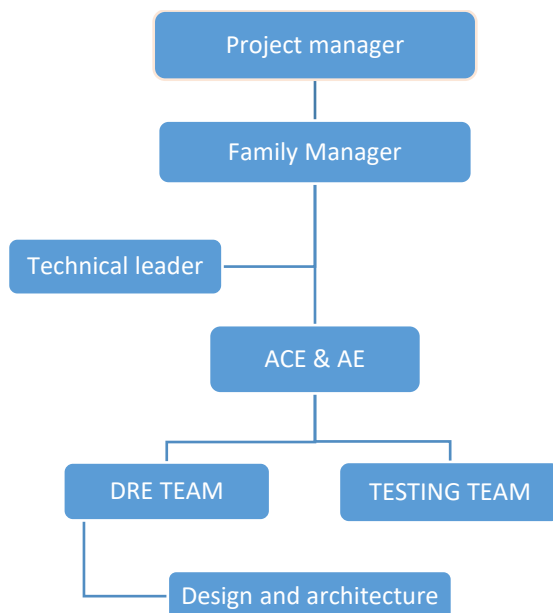 Project manager
Family Manager
Technical leader
ACE & AE
DRE TEAM
TESTING TEAM
Design and architecture